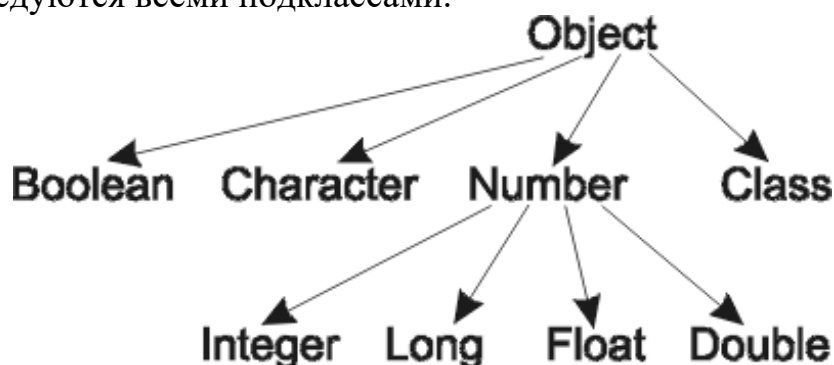 всеми подклассами.
Object
Boolean Character Number Class
Integer Long Float Double